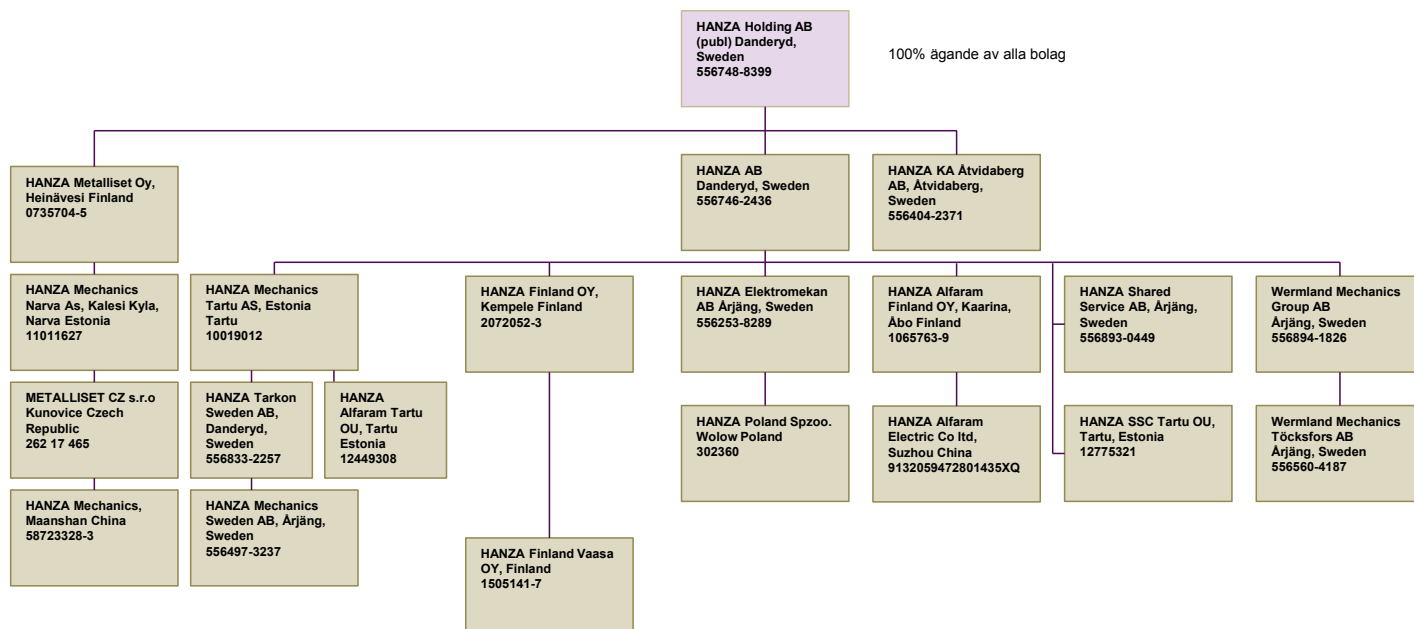 HANZA Holding AB
(publ) Danderyd,
Sweden
556748-8399
100% ägande av alla bolag
HANZA Metalliset Oy,
Heinävesi Finland
0735704-5
HANZA AB
Danderyd, Sweden
556746-2436
HANZA KA Åtvidaberg
AB, Åtvidaberg,
Sweden
556404-2371
HANZA Mechanics
Narva As, Kalesi Kyla,
Narva Estonia
11011627
HANZA Mechanics
Tartu AS, Estonia
Tartu
10019012
HANZA Finland OY,
Kempele Finland
2072052-3
HANZA Elektromekan
AB Årjäng, Sweden
556253-8289
HANZA Alfaram
Finland OY, Kaarina,
Åbo Finland
1065763-9
HANZA Shared
Service AB, Årjäng,
Sweden
556893-0449
Wermland Mechanics
Group AB
Årjäng, Sweden
556894-1826
METALLISET CZ s.r.o
Kunovice Czech
Republic
262 17 465
HANZA Tarkon
Sweden AB,
Danderyd,
Sweden
556833-2257
HANZA
Alfaram Tartu
OU, Tartu
Estonia
12449308
HANZA Poland Spzoo.
Wolow Poland
302360
HANZA Alfaram
Electric Co ltd,
Suzhou China
9132059472801435XQ
HANZA SSC Tartu OU,
Tartu, Estonia
12775321
Wermland Mechanics
Töcksfors AB
Årjäng, Sweden
556560-4187
HANZA Mechanics,
Maanshan China
58723328-3
HANZA Mechanics
Sweden AB, Årjäng,
Sweden
556497-3237
HANZA Finland Vaasa
OY, Finland
1505141-7